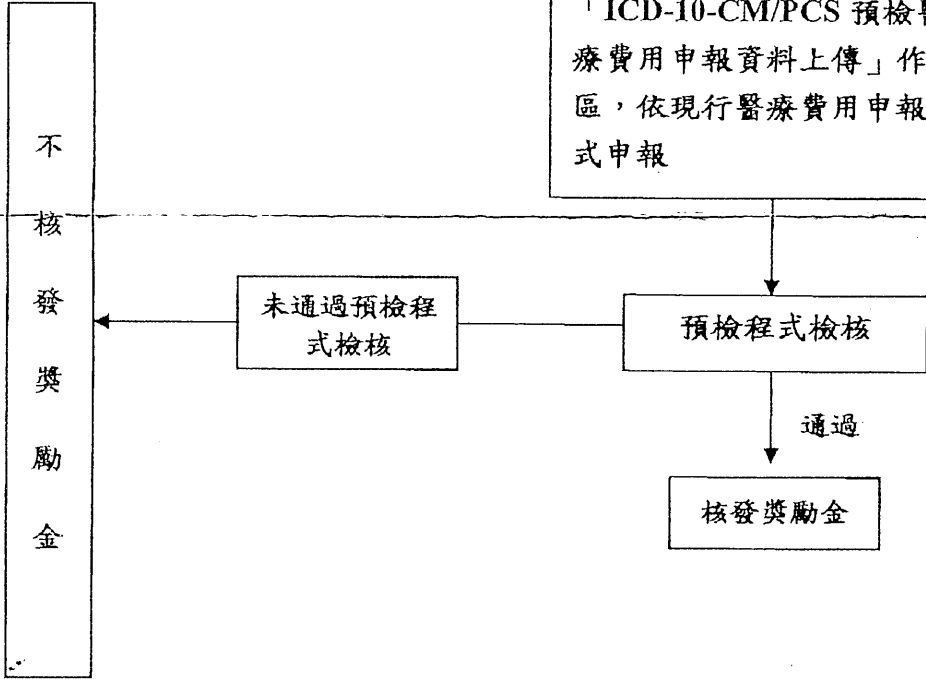 「ICD-10-CM/PCS 預檢醫
療費用申報資料上傳」作
區，依現行醫療費用申報
式申報
不
核
發
獎
勵
金
未通過預檢程
式檢核
預檢程式檢核
通過
核發獎勵金